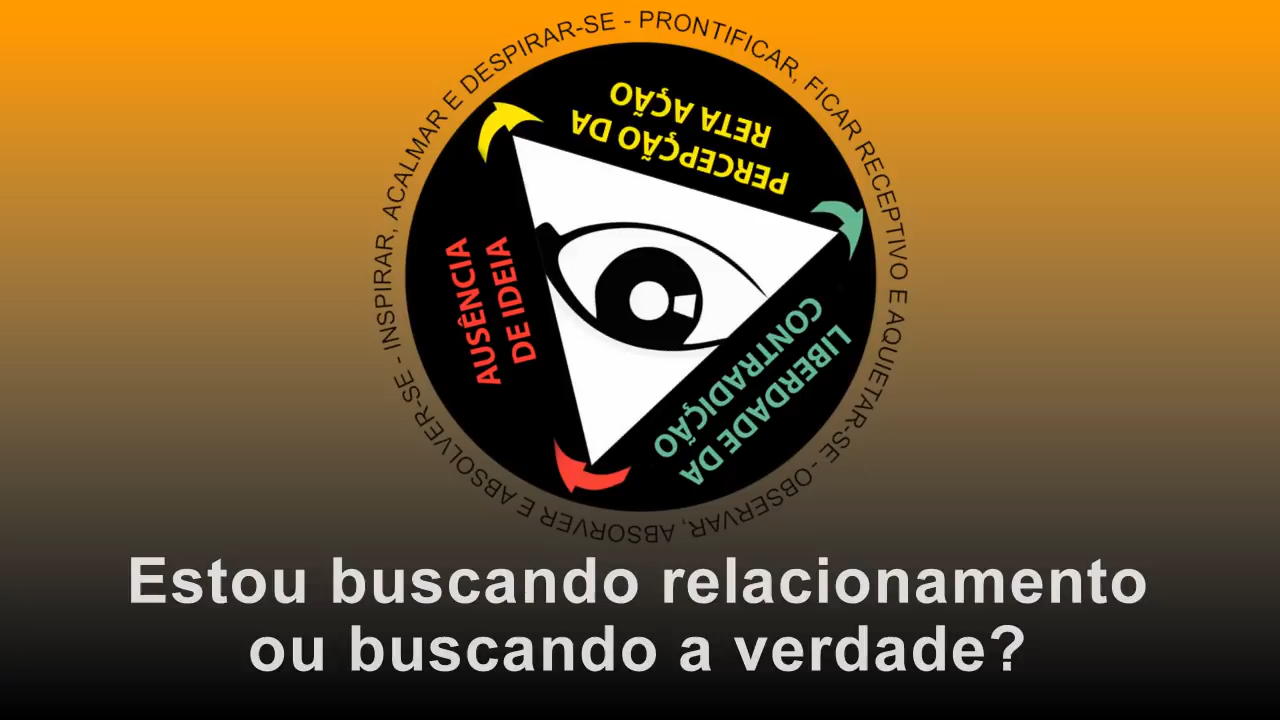 INSPIRAR, ACALMAR E DESPIRAR-SE - PRONTIFICAR, FICAR RECEPTIVO E AQUIETAR-SE - OBSERVAR, ABSORVER E ABSOLVER-SE -
PERCEPÇÃO DA
RETA AÇÃO
AUSÊNCIA
DE IDEIA
LIBERDADE DA
CONTRADIÇÃO
Estou buscando relacionamento
ou buscando a verdade?